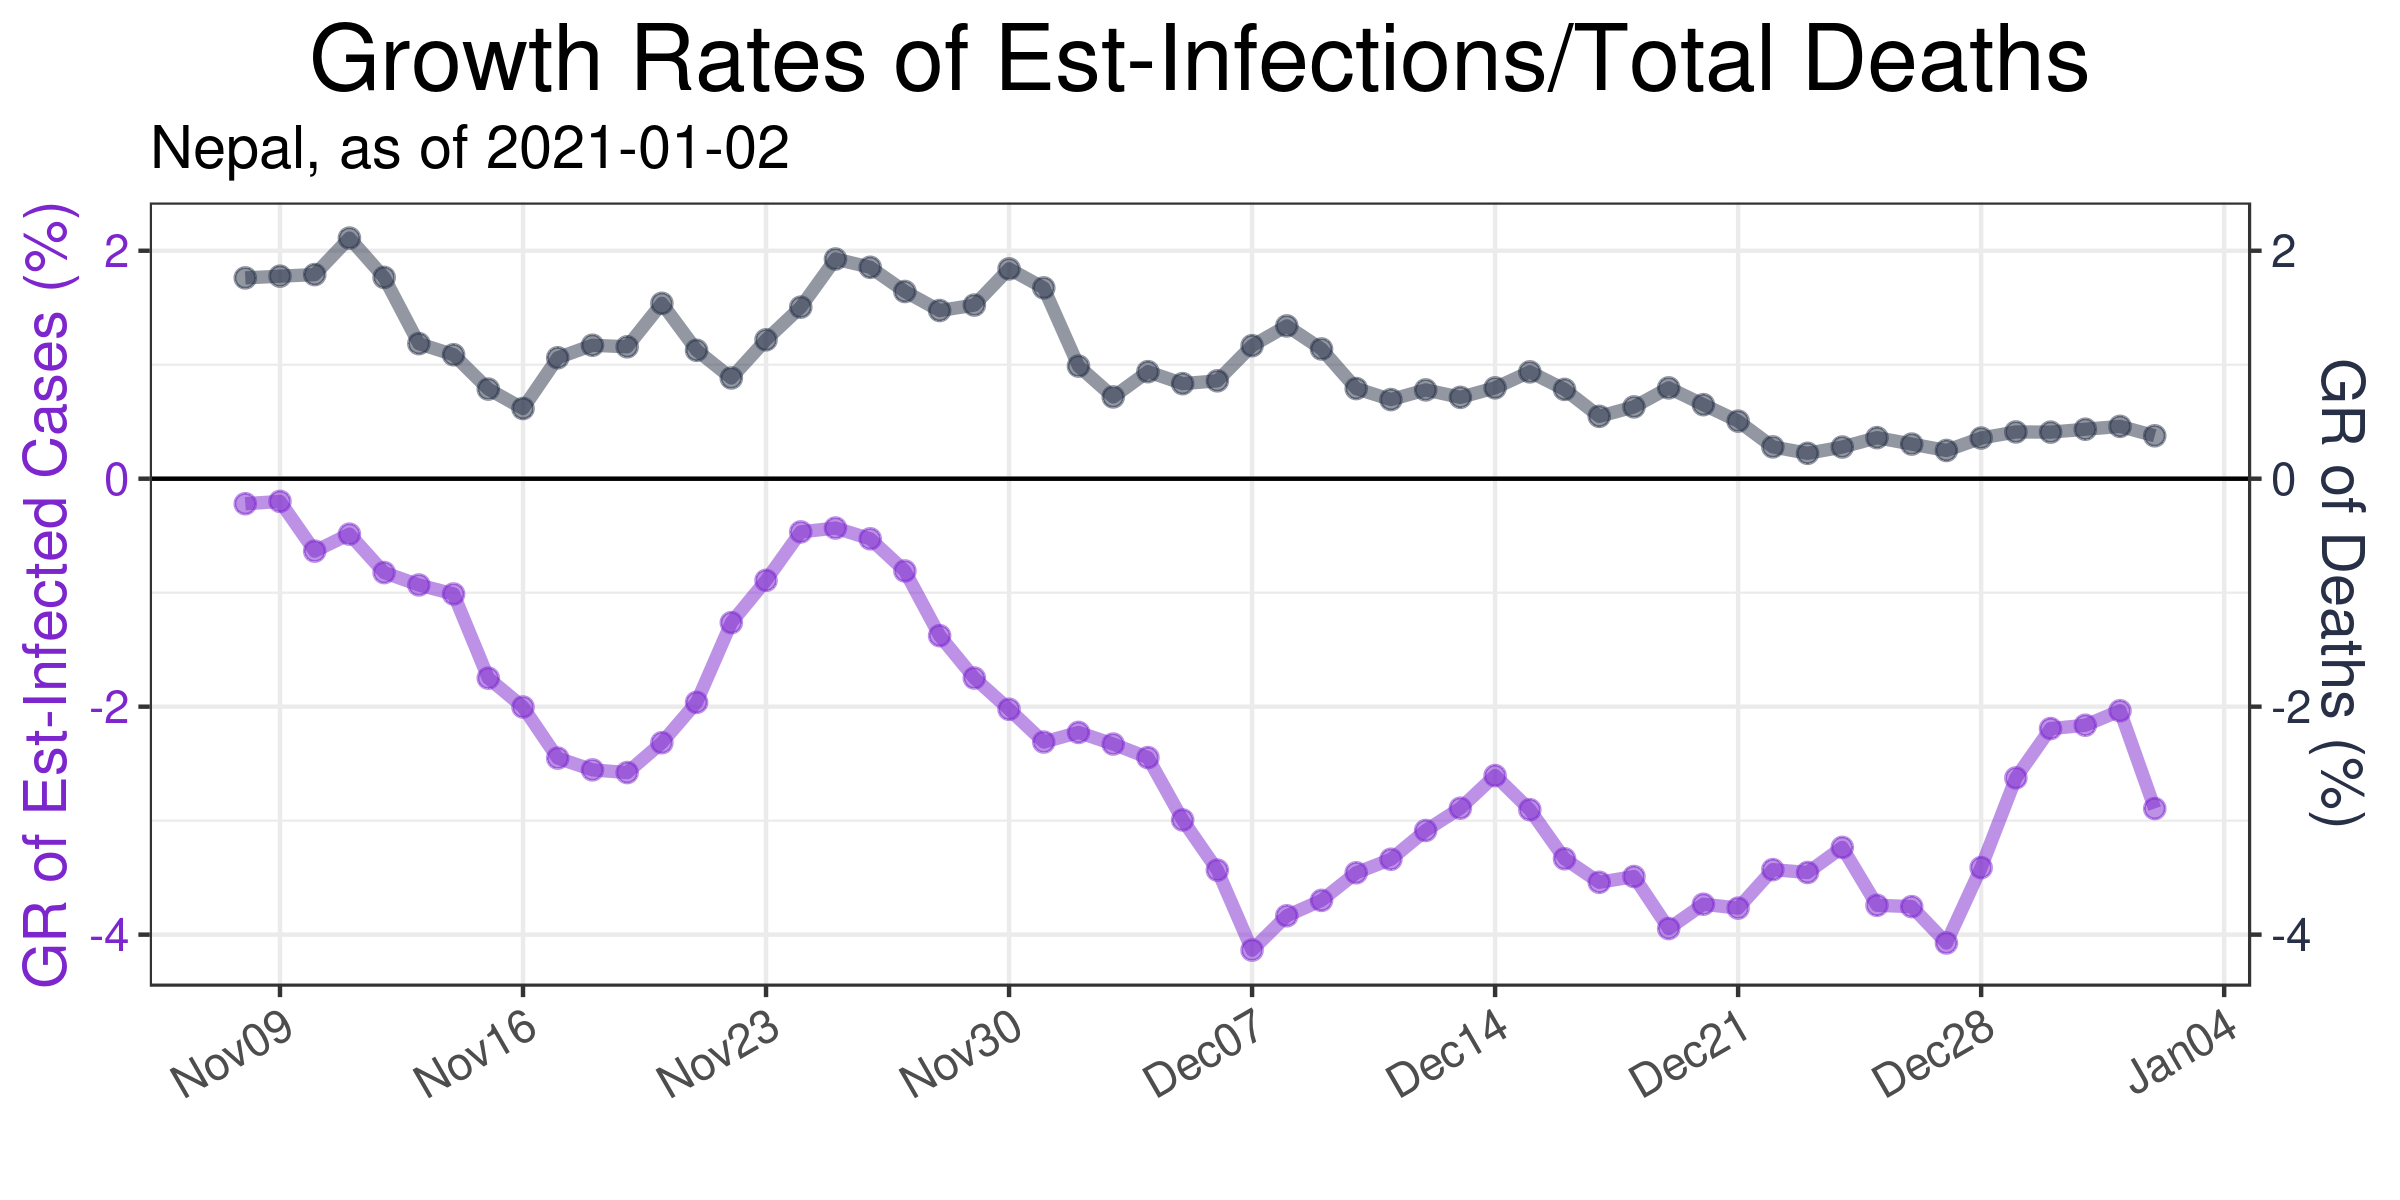 Growth Rates of Est-Infections/Total Deaths
Nepal, as of 2021-01-02
GR of Est-Infected Cases (%)
2
0
-2
-4
2
0
-2
-4
GR of Deaths (%)
Nov09
Nov16
Nov23
Nov30
Dec07
Dec14
Dec21
Dec28
Jan04